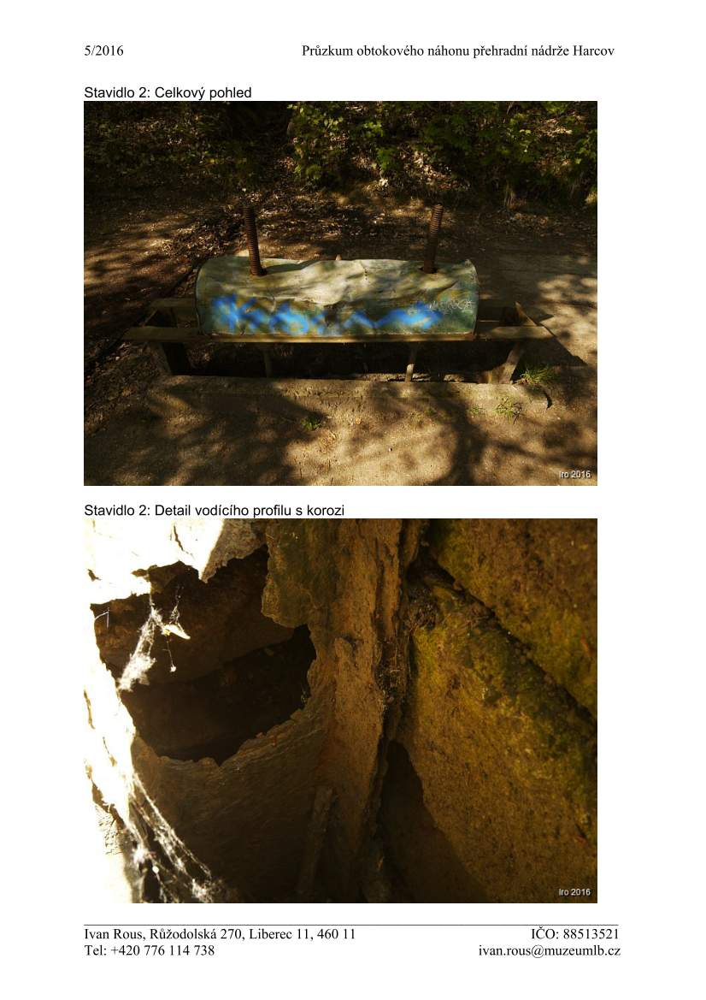 5/2016 Průzkum obtokového náhonu přehradní nádrže Harcov
Stavidlo 2: Celkový pohled
Iro 2016
Stavidlo 2: Detail vodícího profilu s korozi
Iro 2016
Ivan Rous, Růžodolská 270, Liberec 11, 460 11 IČO: 88513521
Tel: +420 776 114 738 ivan.rous@muzeumlb.cz